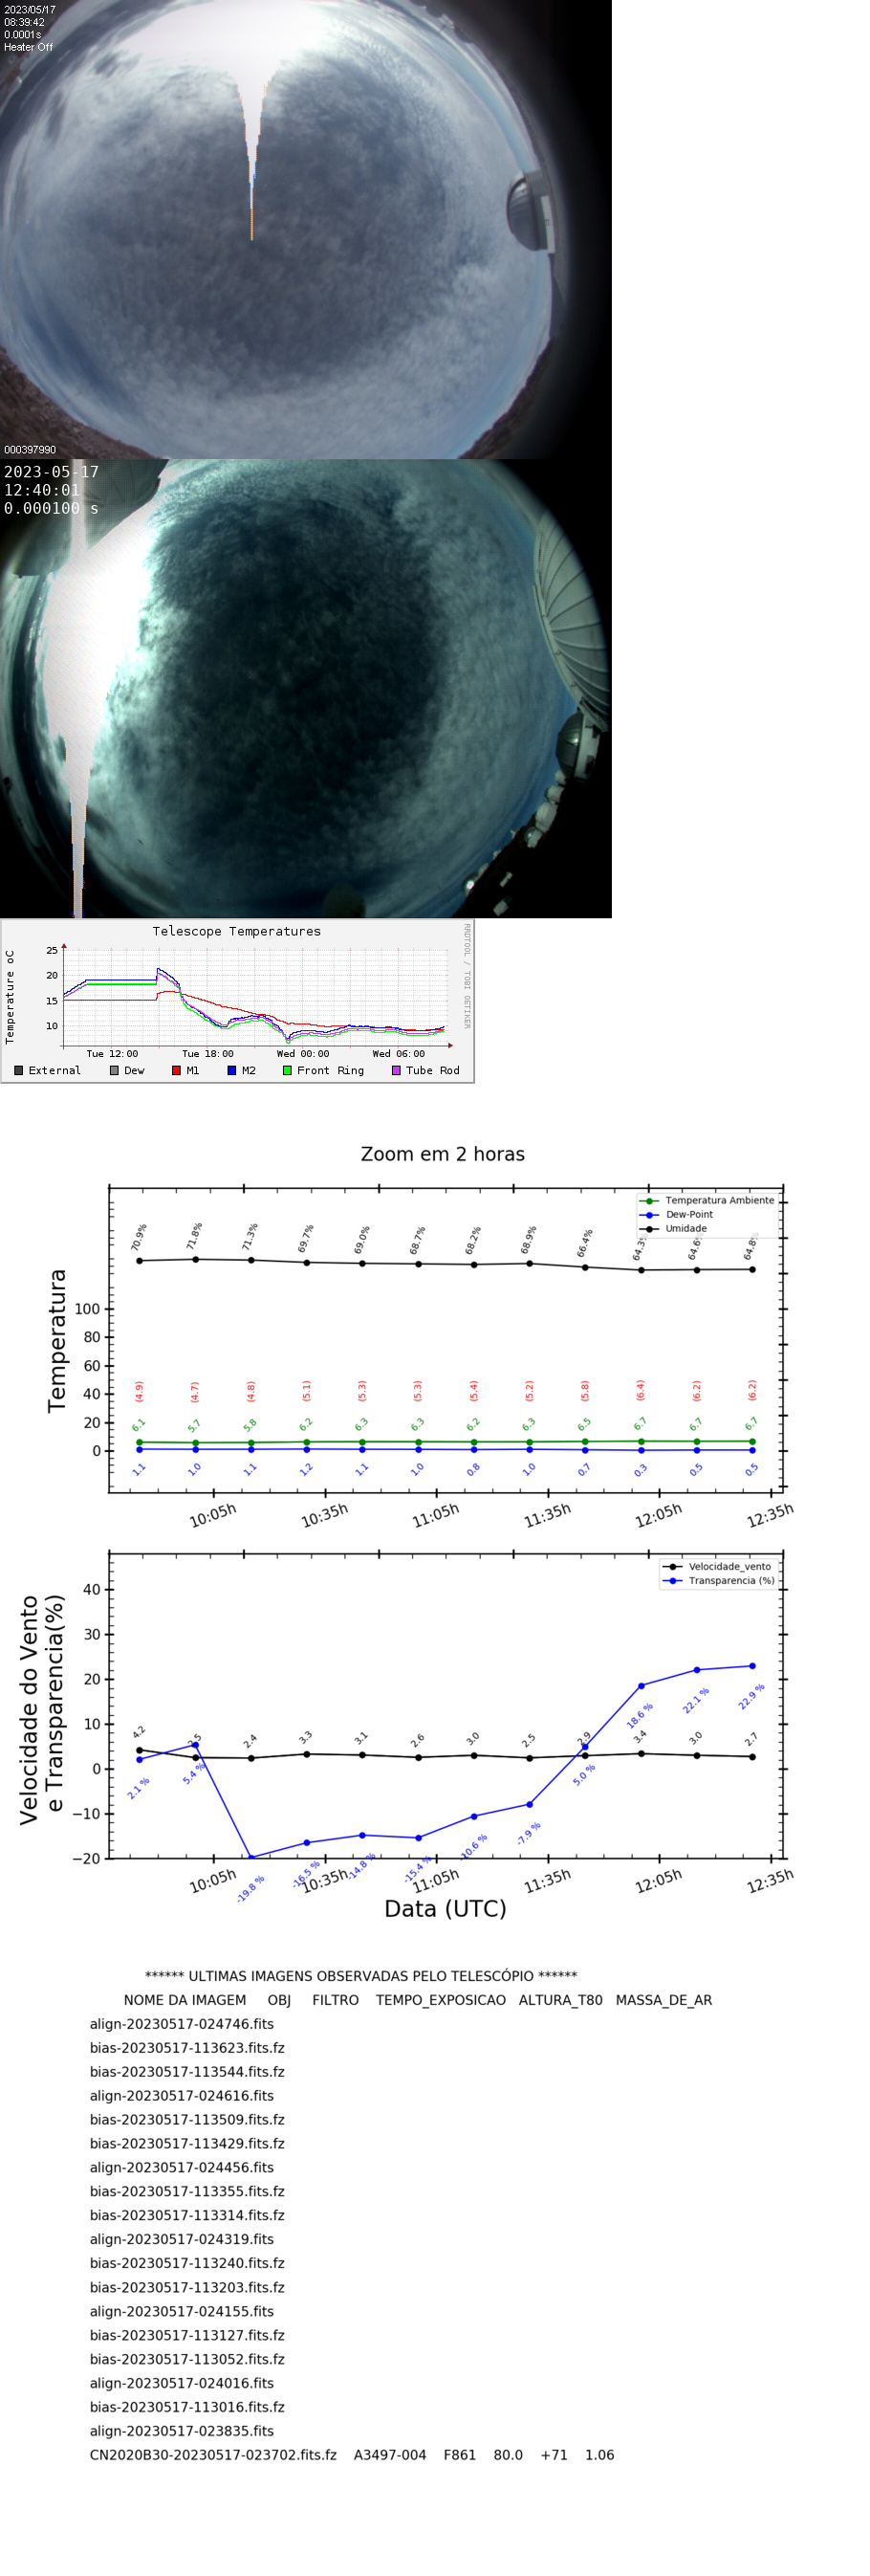 2023/05/17
08:39:42
0.0001s
Heater Off
000397990
2023-05-17
12:40:01
0.000100 s
Telescope Temperatures
RRDTOOL / TOBI OETIKER
Temperature oC
25
20
15
10
Tue 12:00 Tue 18:00 Wed 00:00 Wed 06:00
External Dew M1 M2 Front Ring Tube Rod
Zoom em 2 horas
Temperatura Ambiente
Dew-Point
Umidade
70.9% 71.8% 71.3% 69.7% 69.0% 68.7% 68.2% 68.9% 66.4% 64.3% 64.6% 64.8%
Temperatura
100
80
60
40
20
0
(4.9) (4.7) (4.8) (5.1) (5.3) (5.3) (5.4) (5.2) (5.8) (6.4) (6.2) (6.2)
6.1 5.7 5.8 6.2 6.3 6.3 6.2 6.3 6.5 6.7 6.7 6.7
1.1 1.0 1.1 1.2 1.1 1.0 0.8 1.0 0.7 0.3 0.5 0.5
10:05h 10:35h 11:05h 11:35h 12:05h 12:35h
Velocidade_vento
Transparencia (%)
Velocidade do Vento
e Transparencia(%)
40
30
20
10
0
−10
−20
4.2 2.5 2.4 3.3 3.1 2.6 3.0 2.5 2.9 3.4 3.0 2.7
2.1 % 5.4 % -19.8 % -16.5 % -14.8 % -15.4 % -10.6 % -7.9 % 5.0 % 18.6 % 22.1 % 22.9 %
10:05h 10:35h 11:05h 11:35h 12:05h 12:35h
Data (UTC)
****** ULTIMAS IMAGENS OBSERVADAS PELO TELESCÓPIO ******
NOME DA IMAGEM OBJ FILTRO TEMPO_EXPOSICAO ALTURA_T80 MASSA_DE_AR
align-20230517-024746.fits
bias-20230517-113623.fits.fz
bias-20230517-113544.fits.fz
align-20230517-024616.fits
bias-20230517-113509.fits.fz
bias-20230517-113429.fits.fz
align-20230517-024456.fits
bias-20230517-113355.fits.fz
bias-20230517-113314.fits.fz
align-20230517-024319.fits
bias-20230517-113240.fits.fz
bias-20230517-113203.fits.fz
align-20230517-024155.fits
bias-20230517-113127.fits.fz
bias-20230517-113052.fits.fz
align-20230517-024016.fits
bias-20230517-113016.fits.fz
align-20230517-023835.fits
CN2020B30-20230517-023702.fits.fz A3497-004 F861 80.0 +71 1.06